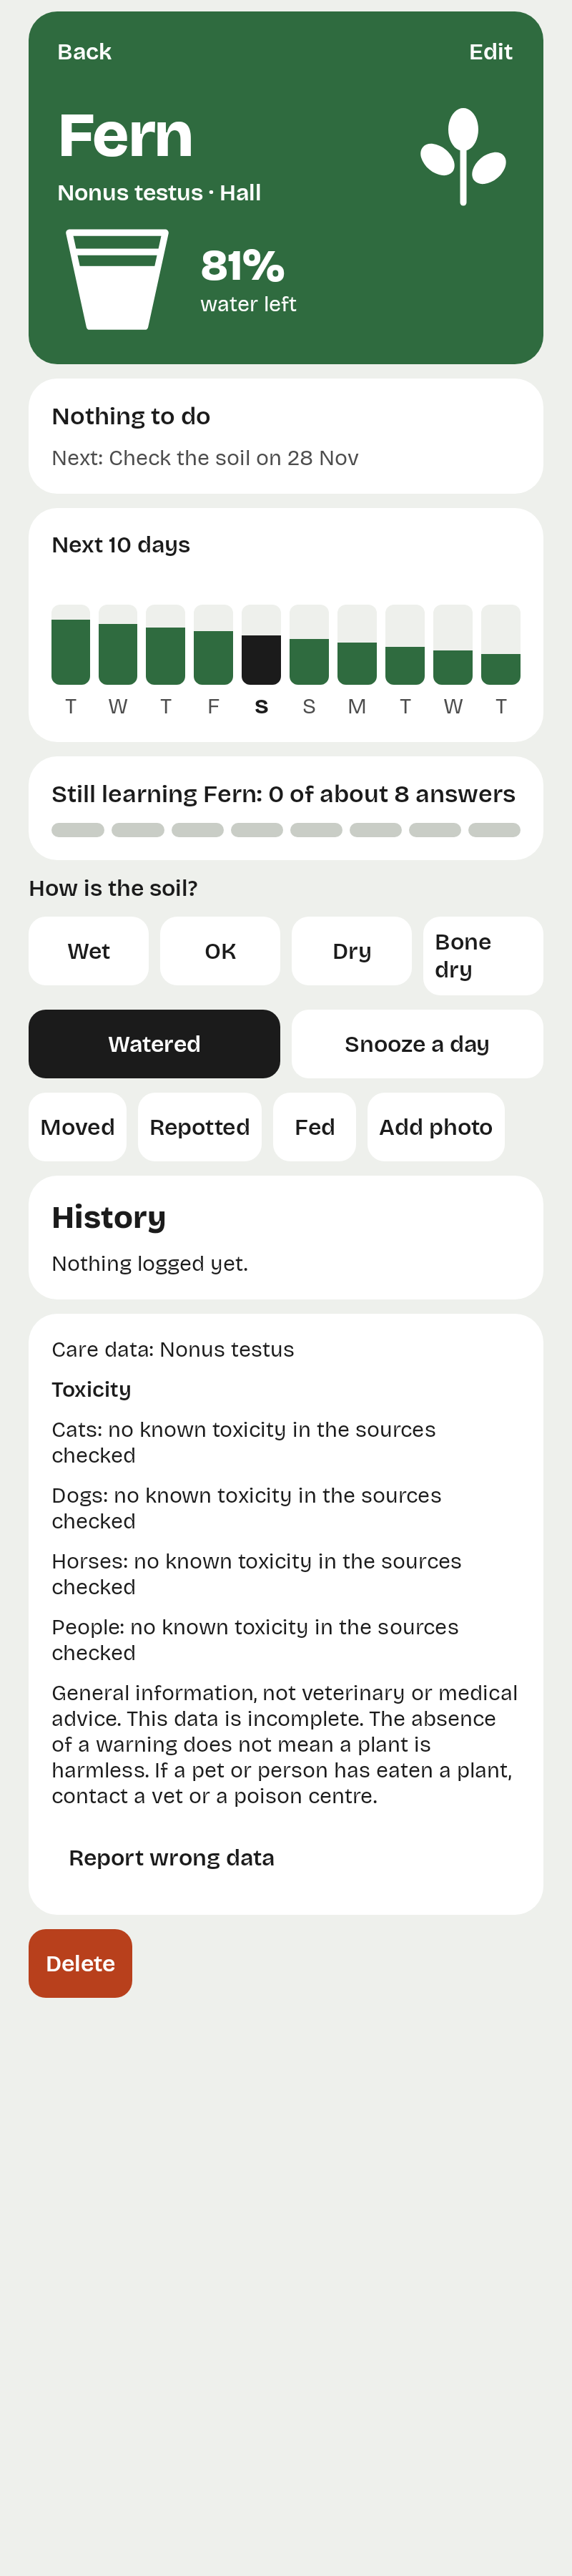 Back
Edit
Fern
Nonus testus · Hall
81%
water left
Nothing to do
Next: Check the soil on 28 Nov
Next 10 days
T W T F S S M T W T
Still learning Fern: 0 of about 8 answers
How is the soil?
Wet
OK
Dry
Bone
dry
Watered
Snooze a day
Moved
Repotted
Fed
Add photo
History
Nothing logged yet.
Care data: Nonus testus
Toxicity
Cats: no known toxicity in the sources
checked
Dogs: no known toxicity in the sources
checked
Horses: no known toxicity in the sources
checked
People: no known toxicity in the sources
checked
General information, not veterinary or medical
advice. This data is incomplete. The absence
of a warning does not mean a plant is
harmless. If a pet or person has eaten a plant,
contact a vet or a poison centre.
Report wrong data
Delete